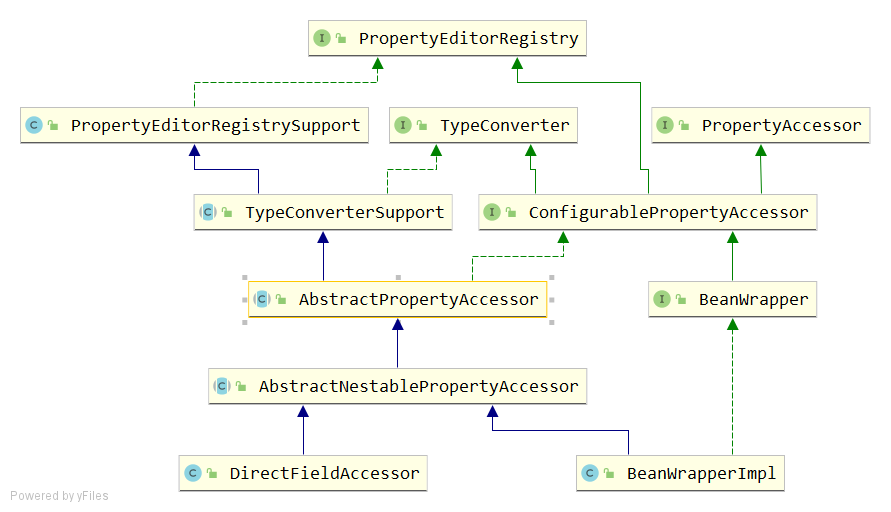 I PropertyEditorRegistry
C PropertyEditorRegistrySupport
I TypeConverter
I PropertyAccessor
C TypeConverterSupport
I ConfigurablePropertyAccessor
C AbstractPropertyAccessor
I BeanWrapper
C AbstractNestablePropertyAccessor
C DirectFieldAccessor
C BeanWrapperImpl
Powered by yFiles